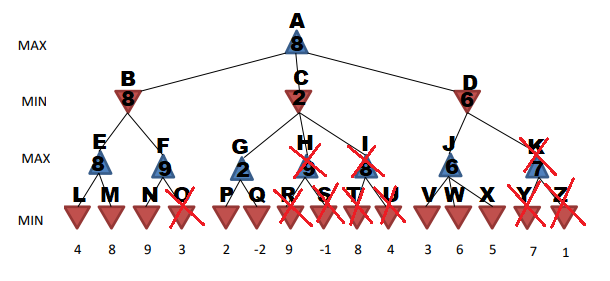 A
MAX
8
B
C
D
MIN
8
2
6
E
F
G
H
I
J
K
MAX
8
9
2
9
8
6
7
L M N O P Q R S T U V W X Y Z
MIN
4 8 9 3 2 -2 9 -1 8 4 3 6 5 7 1